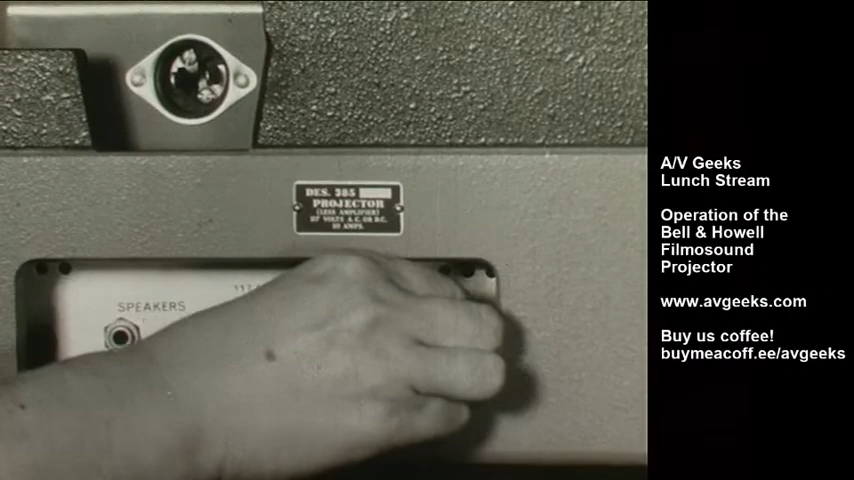 DES. 385
PROJECTOR
(LESS AMPLIFIER)
117 VOLTS A.C. OR D.C.
10 AMPS.
117
SPEAKERS
A/V Geeks
Lunch Stream
Operation of the
Bell & Howell
Filmosound
Projector
www.avgeeks.com
Buy us coffee!
buymeacoff.ee/avgeeks